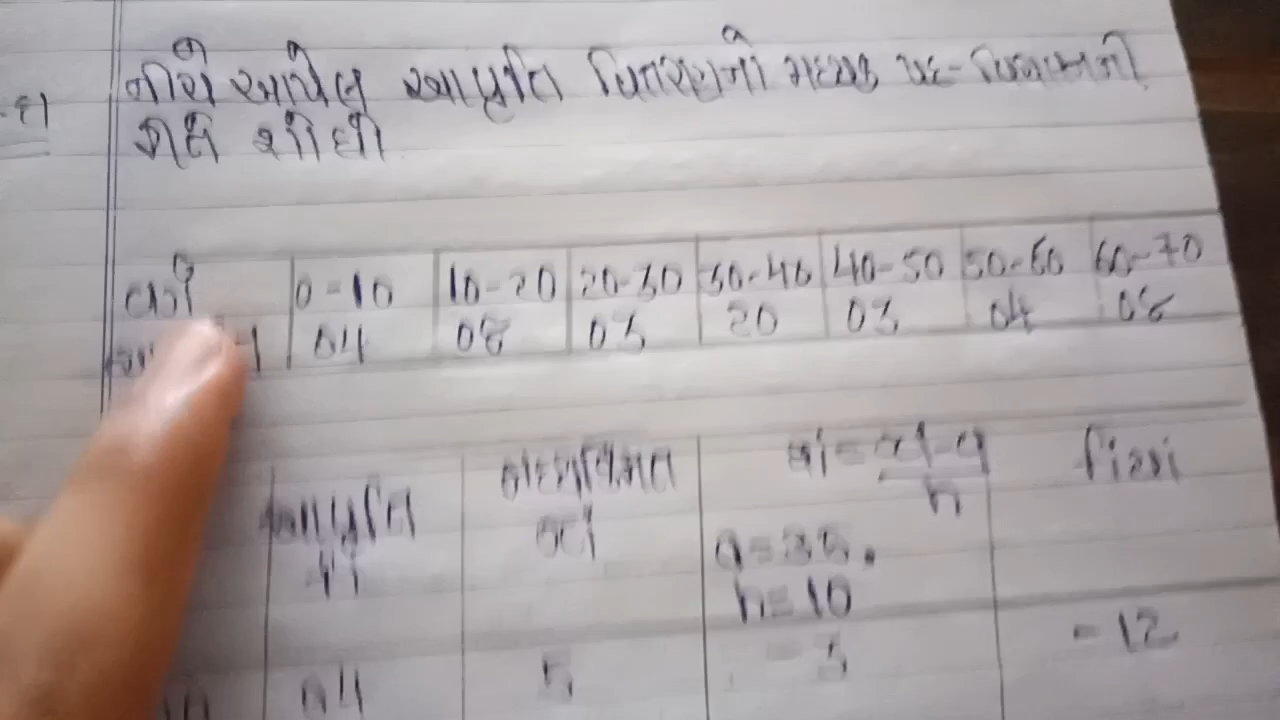 નીચે આપેલ આવૃત્તિ વિતરણનો મધ્યક પદ-વિચલનની
રીતે શોધો
વર્ગ 0-10 10-20 20-30 30-40 40-50 50-60 60-70
04 08 03 20 03 04 08
આવૃત્તિ મધ્યકિંમત ui = xi-a / h fiui
fi xi a=35.
h=10
04 5 -3 -12